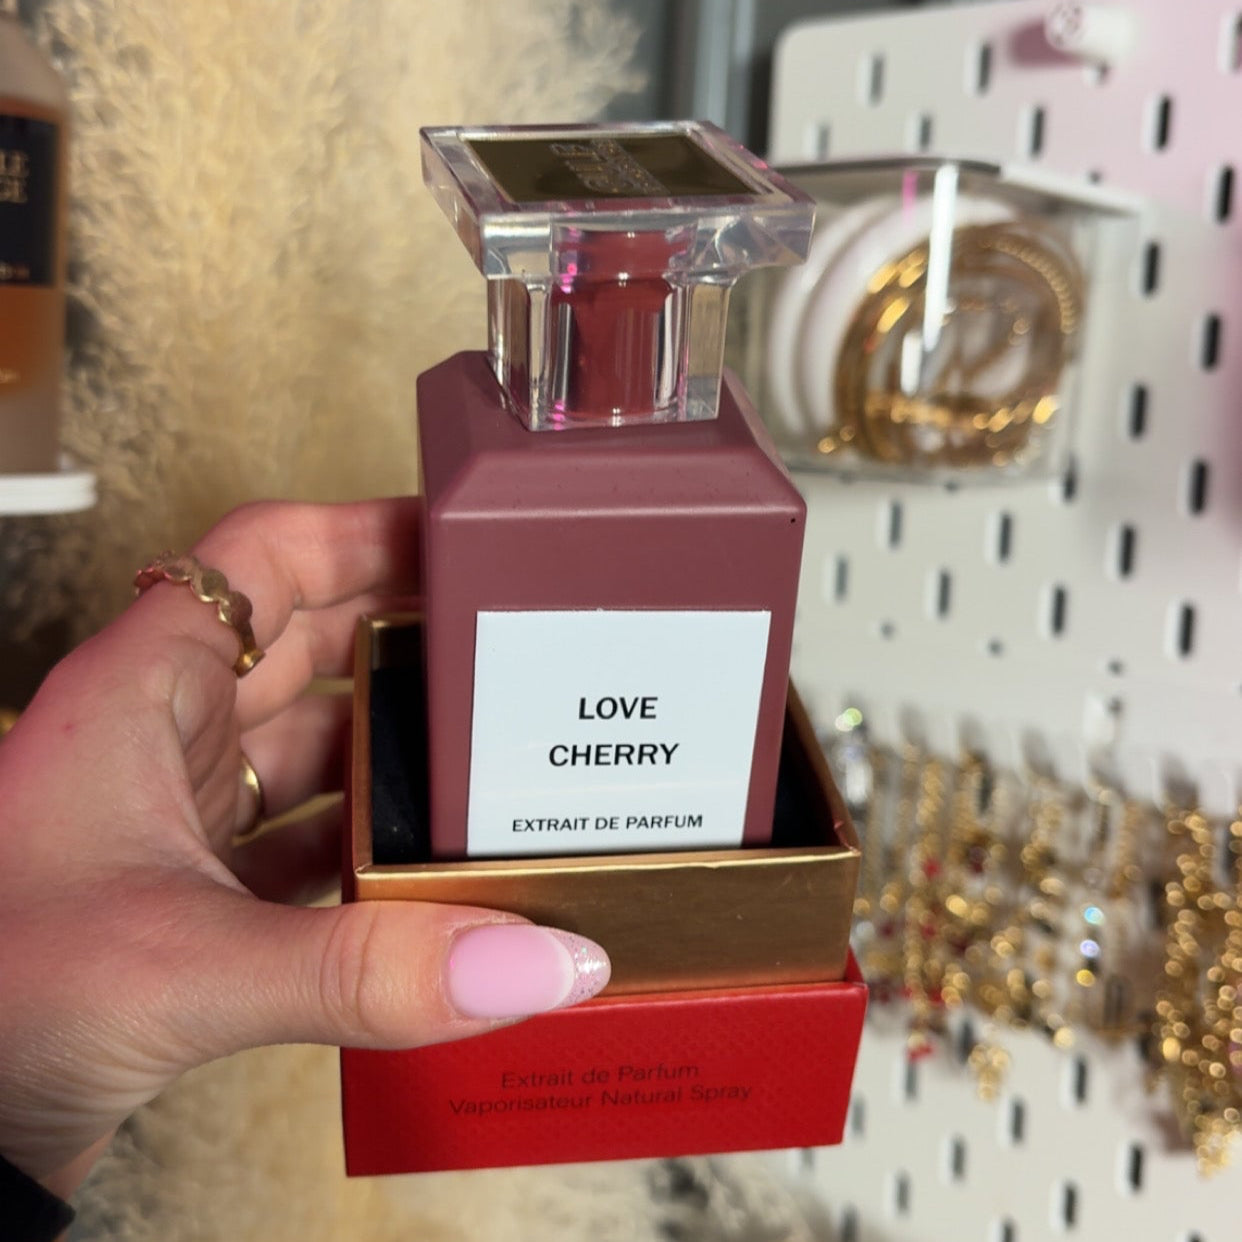 LOVE
CHERRY
EXTRAIT DE PARFUM
Extrait de Parfum
Vaporisateur Natural Spray